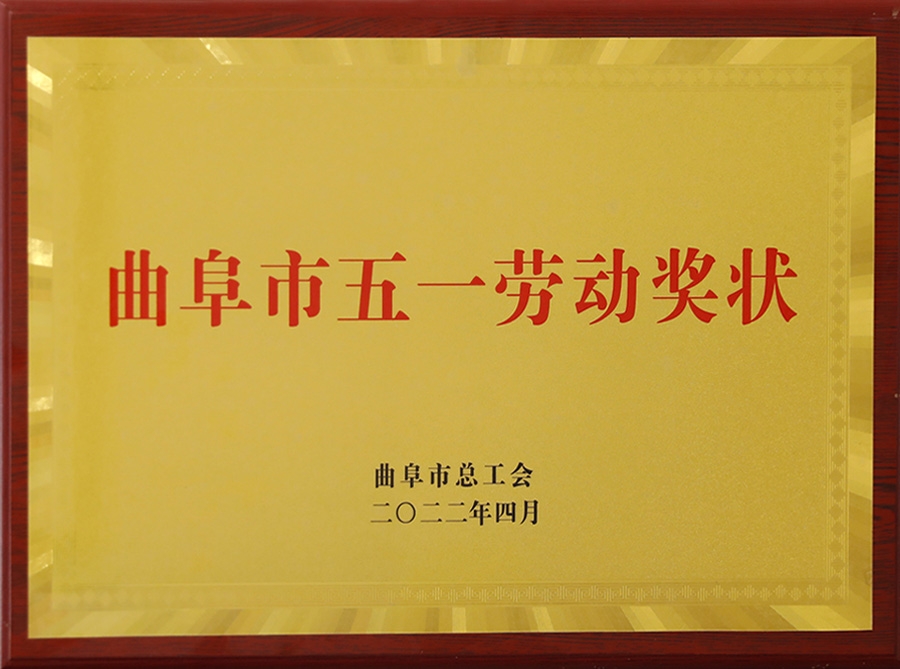 曲阜市五一劳动奖状
曲阜市总工会
二〇二二年四月